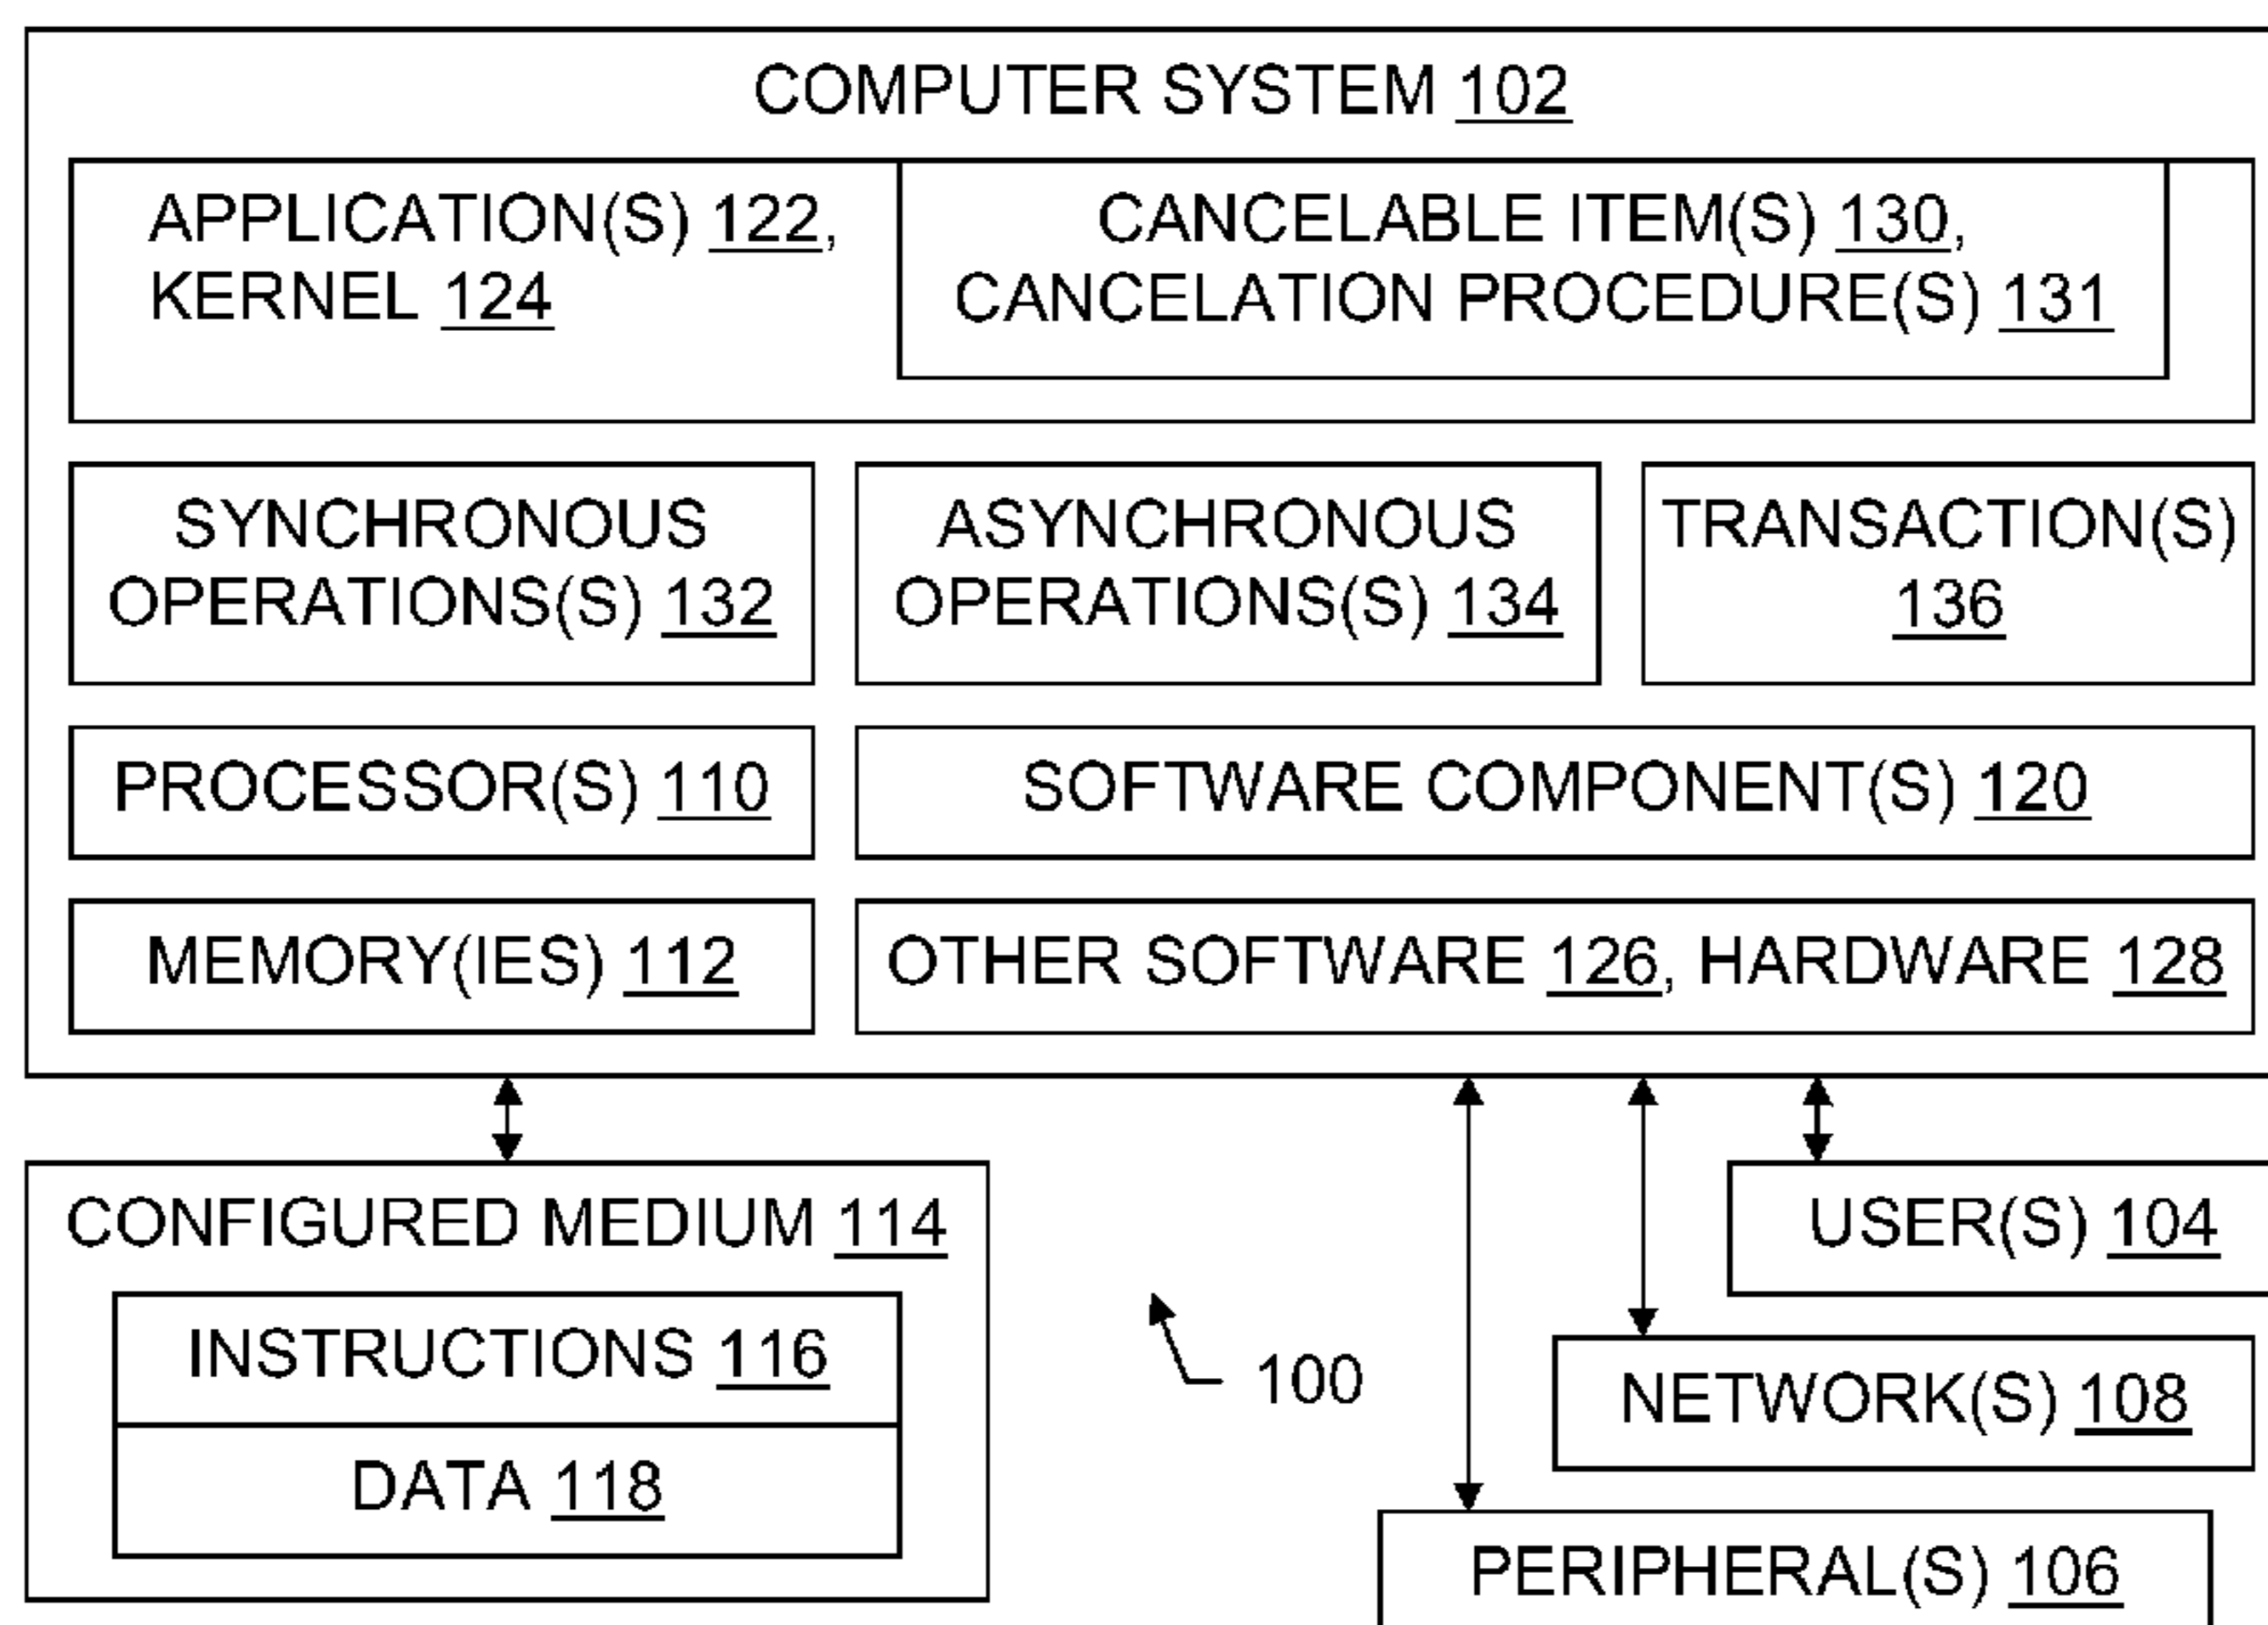 COMPUTER SYSTEM 102
APPLICATION(S) 122,
KERNEL 124
CANCELABLE ITEM(S) 130,
CANCELATION PROCEDURE(S) 131
SYNCHRONOUS
OPERATIONS(S) 132
ASYNCHRONOUS
OPERATIONS(S) 134
TRANSACTION(S)
136
PROCESSOR(S) 110
SOFTWARE COMPONENT(S) 120
MEMORY(IES) 112
OTHER SOFTWARE 126, HARDWARE 128
CONFIGURED MEDIUM 114
INSTRUCTIONS 116
DATA 118
100
USER(S) 104
NETWORK(S) 108
PERIPHERAL(S) 106